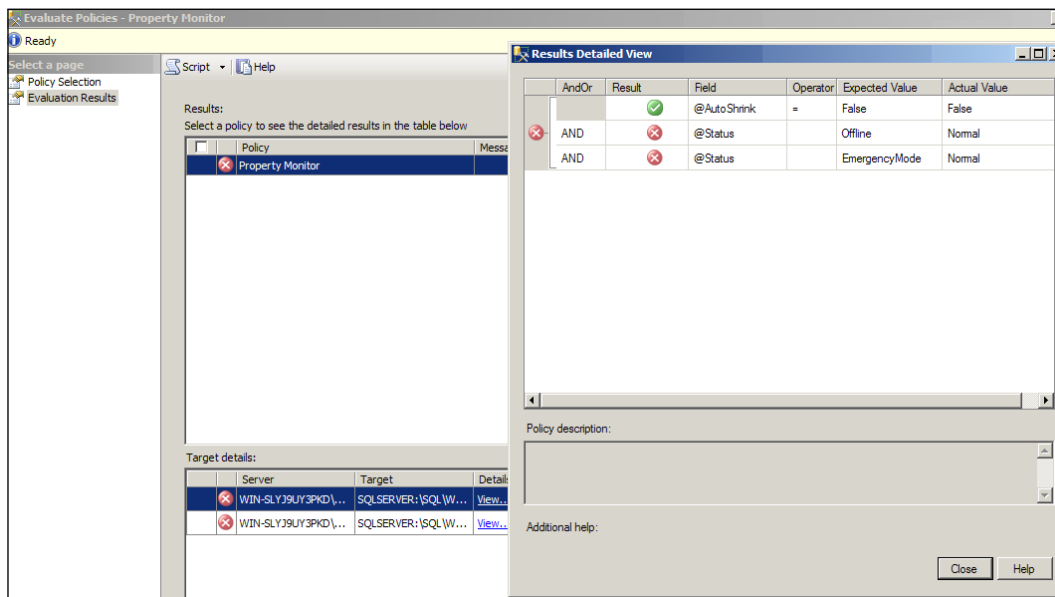 Evaluate Policies - Property Monitor
Ready
Select a page
Policy Selection
Evaluation Results
Script Help
Results:
Select a policy to see the detailed results in the table below
Policy Messa
Property Monitor
Target details:
Server Target Details
WIN-SLYJ9UY3PKD\... SQLSERVER:\SQL\W... View...
WIN-SLYJ9UY3PKD\... SQLSERVER:\SQL\W... View...
Results Detailed View
AndOr Result Field Operator Expected Value Actual Value
@AutoShrink = False False
AND @Status Offline Normal
AND @Status EmergencyMode Normal
Policy description:
Additional help:
Close Help